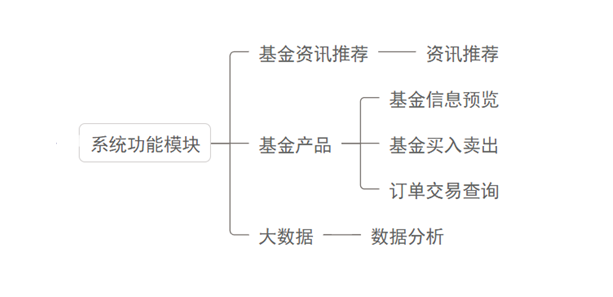 基金资讯推荐
资讯推荐
基金信息预览
系统功能模块
基金产品
基金买入卖出
订单交易查询
大数据
数据分析